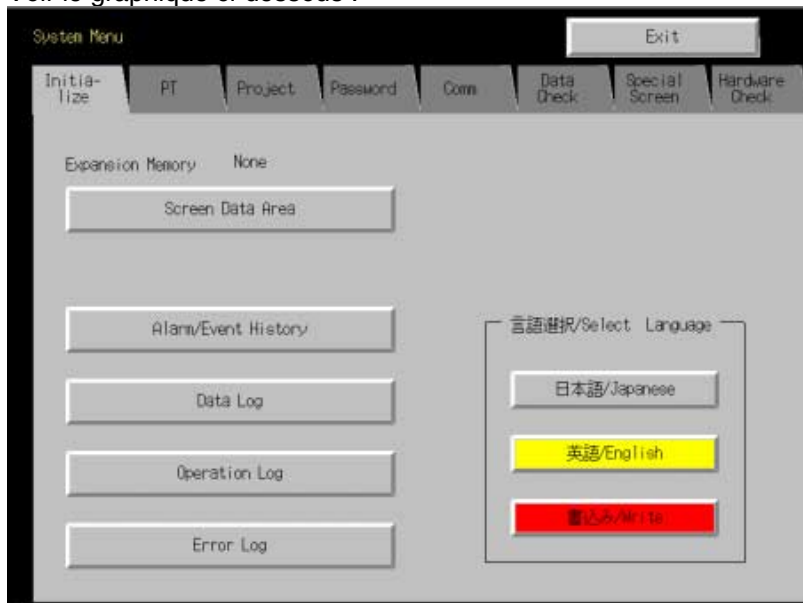 Voir le graphique ci-dessous :
System Menu
Exit
Initia-
lize
PT
Project
Password
Comm
Data
Check
Special
Screen
Hardware
Check
Expansion Memory None
Screen Data Area
Alarm/Event History
言語選択/Select Language
Data Log
日本語/Japanese
Operation Log
英語/English
書込み/Write
Error Log